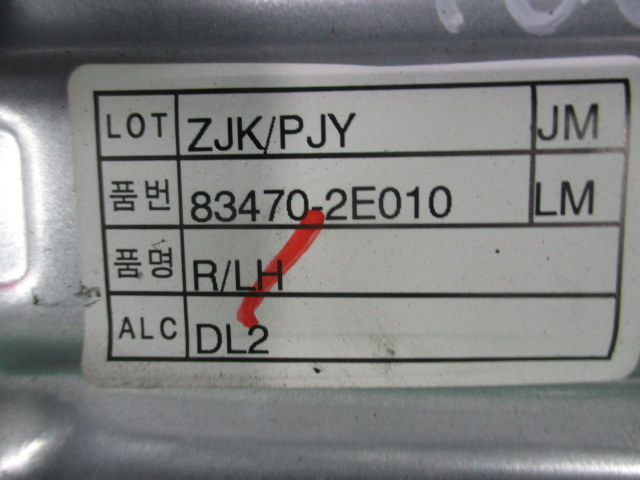 LOT ZJK/PJY JM
품번 83470-2E010 LM
품명 R/LH
ALC DL2